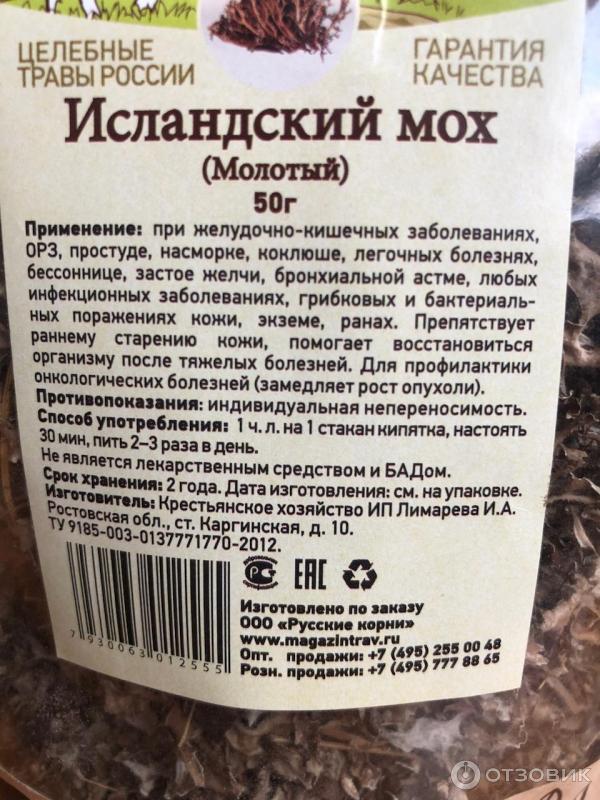 ЦЕЛЕБНЫЕ
ТРАВЫ РОССИИ
ГАРАНТИЯ
КАЧЕСТВА
Исландский мох
(Молотый)
50г
Применение: при желудочно-кишечных заболеваниях,
ОРЗ, простуде, насморке, коклюше, легочных болезнях,
бессоннице, застое желчи, бронхиальной астме, любых
инфекционных заболеваниях, грибковых и бактериаль-
ных поражениях кожи, экземе, ранах. Препятствует
раннему старению кожи, помогает восстановиться
организму после тяжелых болезней. Для профилактики
онкологических болезней (замедляет рост опухоли).
Противопоказания: индивидуальная непереносимость.
Способ употребления: 1 ч. л. на 1 стакан кипятка, настоять
30 мин, пить 2–3 раза в день.
Не является лекарственным средством и БАДом.
Срок хранения: 2 года. Дата изготовления: см. на упаковке.
Изготовитель: Крестьянское хозяйство ИП Лимарева И.А.
Ростовская обл., ст. Каргинская, д. 10.
ТУ 9185-003-0137771770-2012.
РС ЕАС
Изготовлено по заказу
ООО «Русские корни»
www.magazintrav.ru
Опт. продажи: +7 (495) 255 00 48
Розн. продажи: +7 (495) 777 88 65
7 930063 012555
ОТЗОВИК